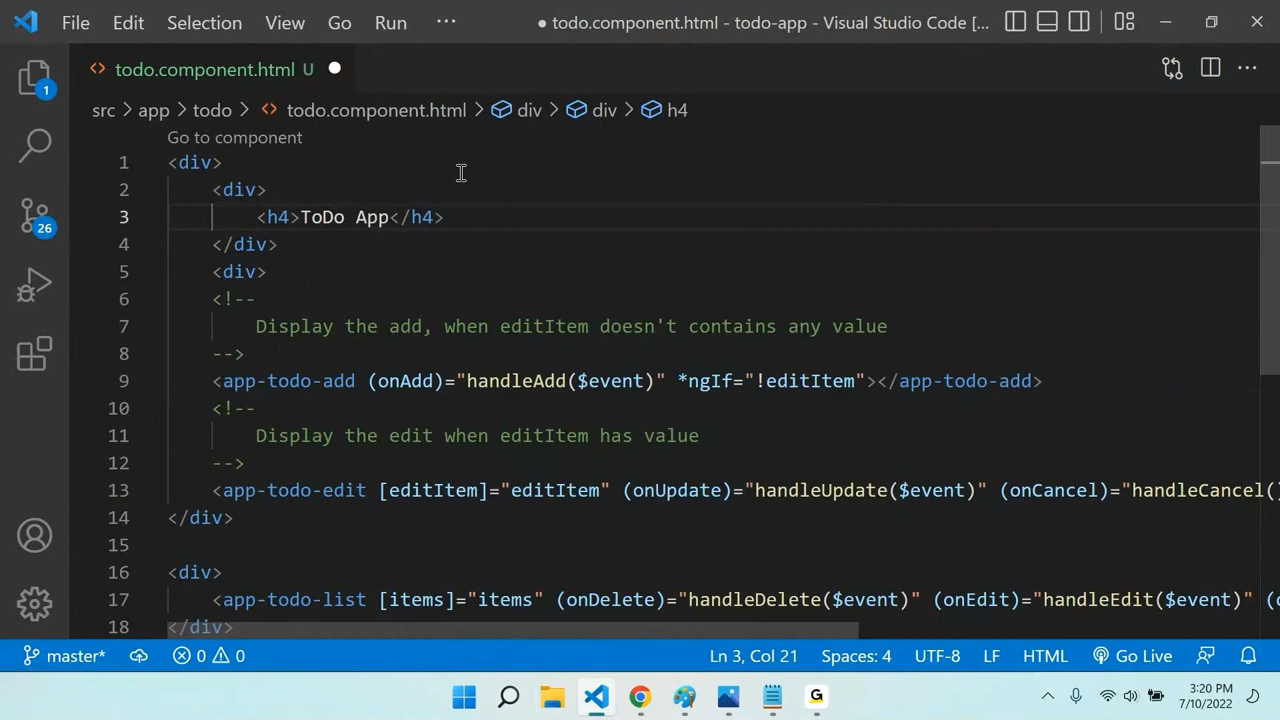 File Edit Selection View Go Run ··· ● todo.component.html - todo-app - Visual Studio Code [...
todo.component.html U
src > app > todo > todo.component.html > div > div > h4
Go to component
1 <div>
2 <div>
3 <h4>ToDo App</h4>
4 </div>
5 <div>
6 <!--
7 Display the add, when editItem doesn't contains any value
8 -->
9 <app-todo-add (onAdd)="handleAdd($event)" *ngIf="!editItem"></app-todo-add>
10 <!--
11 Display the edit when editItem has value
12 -->
13 <app-todo-edit [editItem]="editItem" (onUpdate)="handleUpdate($event)" (onCancel)="handleCancel()
14 </div>
15
16 <div>
17 <app-todo-list [items]="items" (onDelete)="handleDelete($event)" (onEdit)="handleEdit($event)" (
18 </div>
1
26
master* 0 0 Ln 3, Col 21 Spaces: 4 UTF-8 LF HTML Go Live
G
3:20 PM
7/10/2022